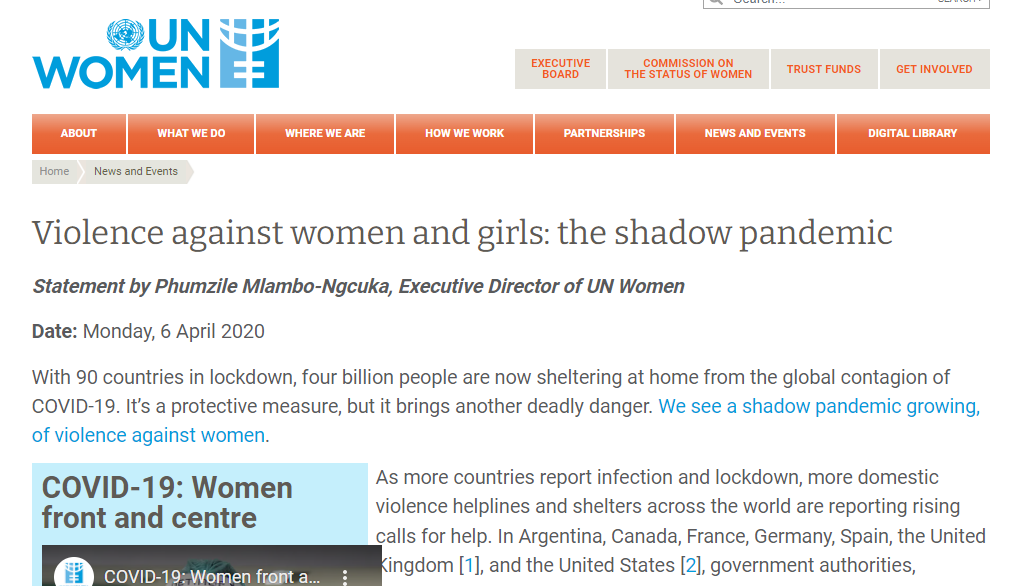 UN
WOMEN
EXECUTIVE
BOARD
COMMISSION ON
THE STATUS OF WOMEN
TRUST FUNDS
GET INVOLVED
ABOUT
WHAT WE DO
WHERE WE ARE
HOW WE WORK
PARTNERSHIPS
NEWS AND EVENTS
DIGITAL LIBRARY
Home
News and Events
Violence against women and girls: the shadow pandemic
Statement by Phumzile Mlambo-Ngcuka, Executive Director of UN Women
Date: Monday, 6 April 2020
With 90 countries in lockdown, four billion people are now sheltering at home from the global contagion of
COVID-19. It’s a protective measure, but it brings another deadly danger. We see a shadow pandemic growing,
of violence against women.
COVID-19: Women
front and centre
COVID-19: Women front a...
As more countries report infection and lockdown, more domestic
violence helplines and shelters across the world are reporting rising
calls for help. In Argentina, Canada, France, Germany, Spain, the United
Kingdom [1], and the United States [2], government authorities,